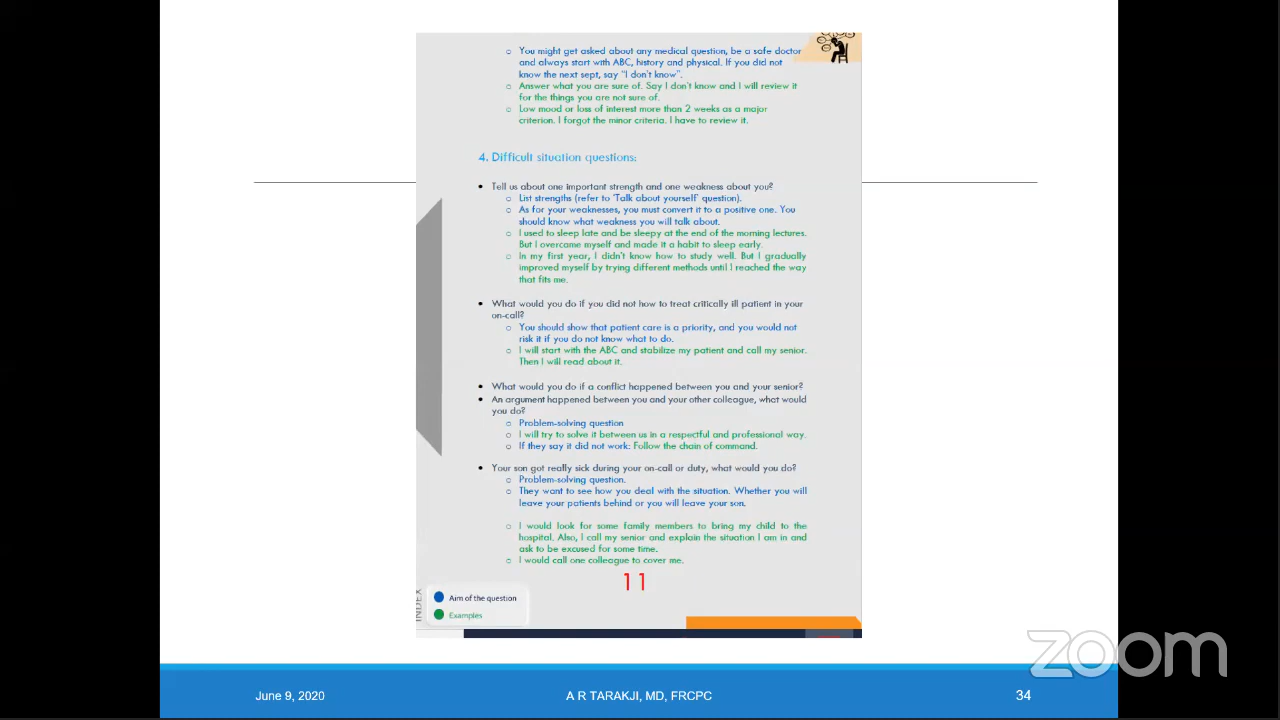 You might get asked about any medical question, be a safe doctor
and always start with ABC, history and physical. If you did not
know the next sept, say "I don't know".
Answer what you are sure of. Say I don't know and I will review it
for the things you are not sure of.
Low mood or loss of interest more than 2 weeks as a major
criterion. I forgot the minor criteria. I have to review it.
4. Difficult situation questions:
Tell us about one important strength and one weakness about you?
List strengths (refer to 'Talk about yourself' question).
As for your weaknesses, you must convert it to a positive one. You
should know what weakness you will talk about.
I used to sleep late and be sleepy at the end of the morning lectures.
But I overcame myself and made it a habit to sleep early.
In my first year, I didn't know how to study well. But I gradually
improved myself by trying different methods until I reached the way
that fits me.
What would you do if you did not how to treat critically ill patient in your
on-call?
You should show that patient care is a priority, and you would not
risk it if you do not know what to do.
I will start with the ABC and stabilize my patient and call my senior.
Then I will read about it.
What would you do if a conflict happened between you and your senior?
An argument happened between you and your other colleague, what would
you do?
Problem-solving question
I will try to solve it between us in a respectful and professional way.
If they say it did not work: Follow the chain of command.
Your son got really sick during your on-call or duty, what would you do?
Problem-solving question.
They want to see how you deal with the situation. Whether you will
leave your patients behind or you will leave your son.
I would look for some family members to bring my child to the
hospital. Also, I call my senior and explain the situation I am in and
ask to be excused for some time.
I would call one colleague to cover me.
11
INDEX
Aim of the question
Examples
zoom
June 9, 2020
A R TARAKJI, MD, FRCPC
34